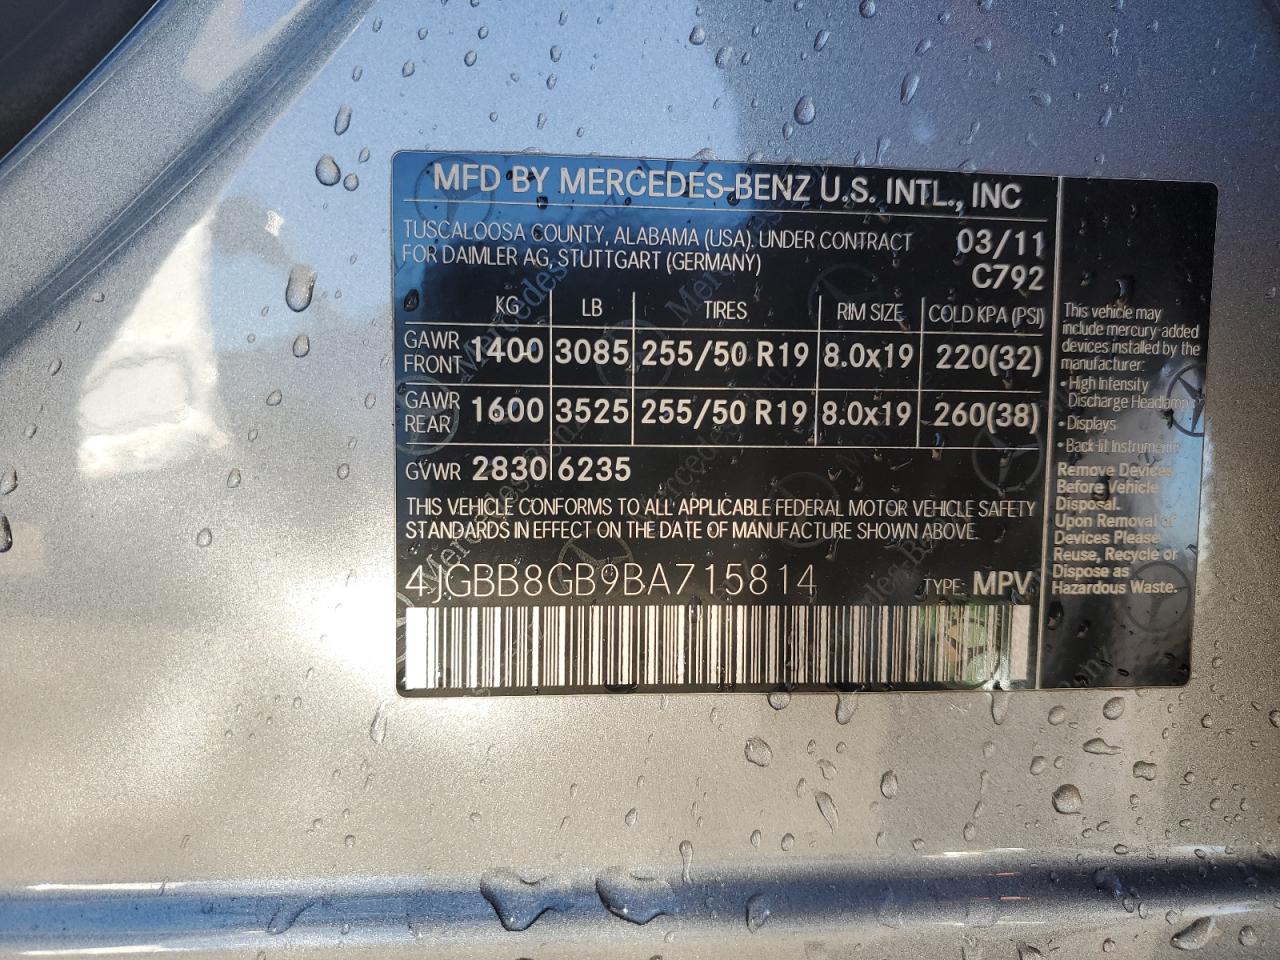 MFD BY MERCEDES-BENZ U.S. INTL., INC
TUSCALOOSA COUNTY, ALABAMA (USA). UNDER CONTRACT
FOR DAIMLER AG, STUTTGART (GERMANY)
03/11
C792
KG LB TIRES RIM SIZE COLD KPA (PSI)
GAWR FRONT 1400 3085 255/50 R19 8.0x19 220(32)
GAWR REAR 1600 3525 255/50 R19 8.0x19 260(38)
GVWR 2830 6235
THIS VEHICLE CONFORMS TO ALL APPLICABLE FEDERAL MOTOR VEHICLE SAFETY
STANDARDS IN EFFECT ON THE DATE OF MANUFACTURE SHOWN ABOVE.
4JGBB8GB9BA715814 TYPE: MPV
This vehicle may
include mercury-added
devices installed by the
manufacturer:
• High Intensity
Discharge Headlamp
• Displays
• Back-lit Instruments
Remove Devices
Before Vehicle
Disposal.
Upon Removal of
Devices Please
Reuse, Recycle or
Dispose as
Hazardous Waste.